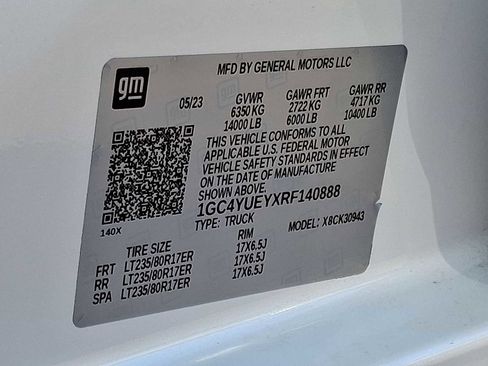 gm
MFD BY GENERAL MOTORS LLC
05/23 GVWR GAWR FRT GAWR RR
6350 KG 2722 KG 4717 KG
14000 LB 6000 LB 10400 LB
THIS VEHICLE CONFORMS TO ALL
APPLICABLE U.S. FEDERAL MOTOR
VEHICLE SAFETY STANDARDS IN EFFECT
ON THE DATE OF MANUFACTURE
SHOWN ABOVE.
1GC4YUEYXRF140888
140X
TYPE: TRUCK MODEL: X8CK30943
TIRE SIZE RIM
FRT LT235/80R17ER 17X6.5J
RR LT235/80R17ER 17X6.5J
SPA LT235/80R17ER 17X6.5J